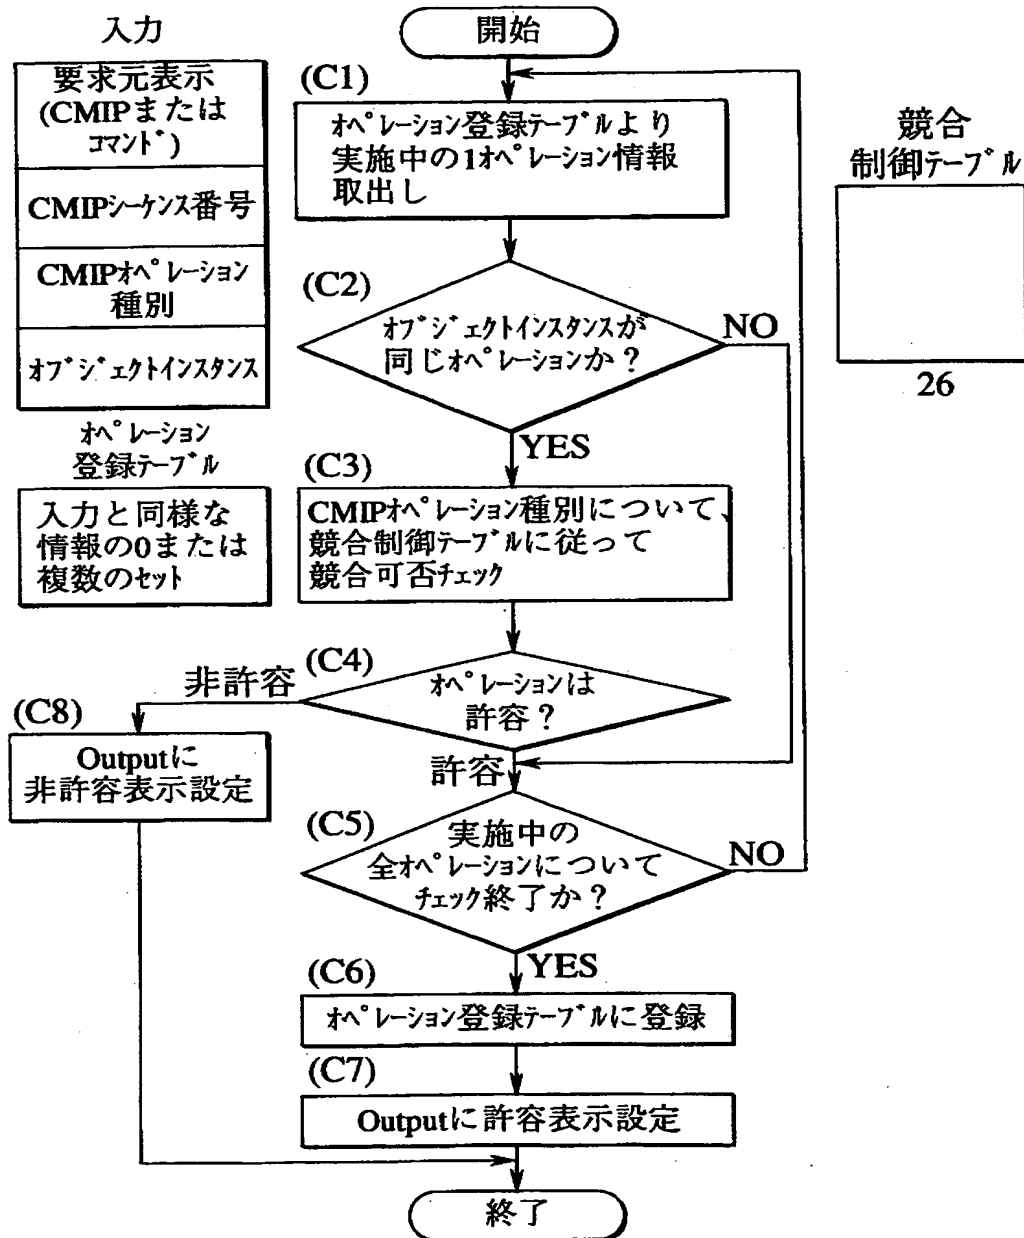 入力
要求元表示
(CMIPまたは
コマンド)
CMIPシーケンス番号
CMIPオペレーション
種別
オブジェクトインスタンス
オペレーション
登録テーブル
入力と同様な
情報の0または
複数のセット
開始
(C1)
オペレーション登録テーブルより
実施中の1オペレーション情報
取出し
(C2)
オブジェクトインスタンスが
同じオペレーションか?
NO
YES
(C3)
CMIPオペレーション種別について、
競合制御テーブルに従って
競合可否チェック
(C4)
オペレーションは
許容?
非許容
(C8)
Outputに
非許容表示設定
許容
(C5)
実施中の
全オペレーションについて
チェック終了か?
NO
YES
(C6)
オペレーション登録テーブルに登録
(C7)
Outputに許容表示設定
終了
競合
制御テーブル
26